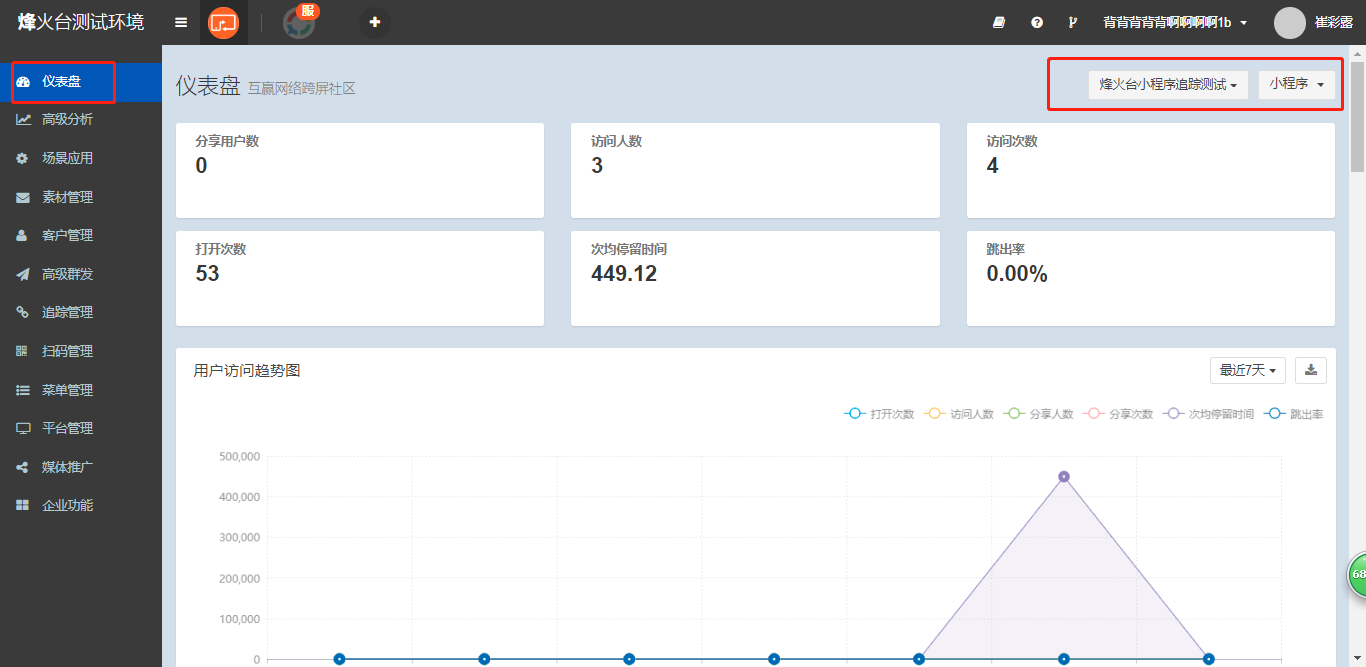 烽火台测试环境
服
背背背背背啊啊啊啊1b
崔彩露
仪表盘
高级分析
场景应用
素材管理
客户管理
高级群发
追踪管理
扫码管理
菜单管理
平台管理
媒体推广
企业功能
仪表盘 互赢网络跨屏社区
烽火台小程序追踪测试
小程序
分享用户数
0
访问人数
3
访问次数
4
打开次数
53
次均停留时间
449.12
跳出率
0.00%
用户访问趋势图
最近7天
打开次数 访问人数 分享人数 分享次数 次均停留时间 跳出率
500,000
400,000
300,000
200,000
100,000
0
68